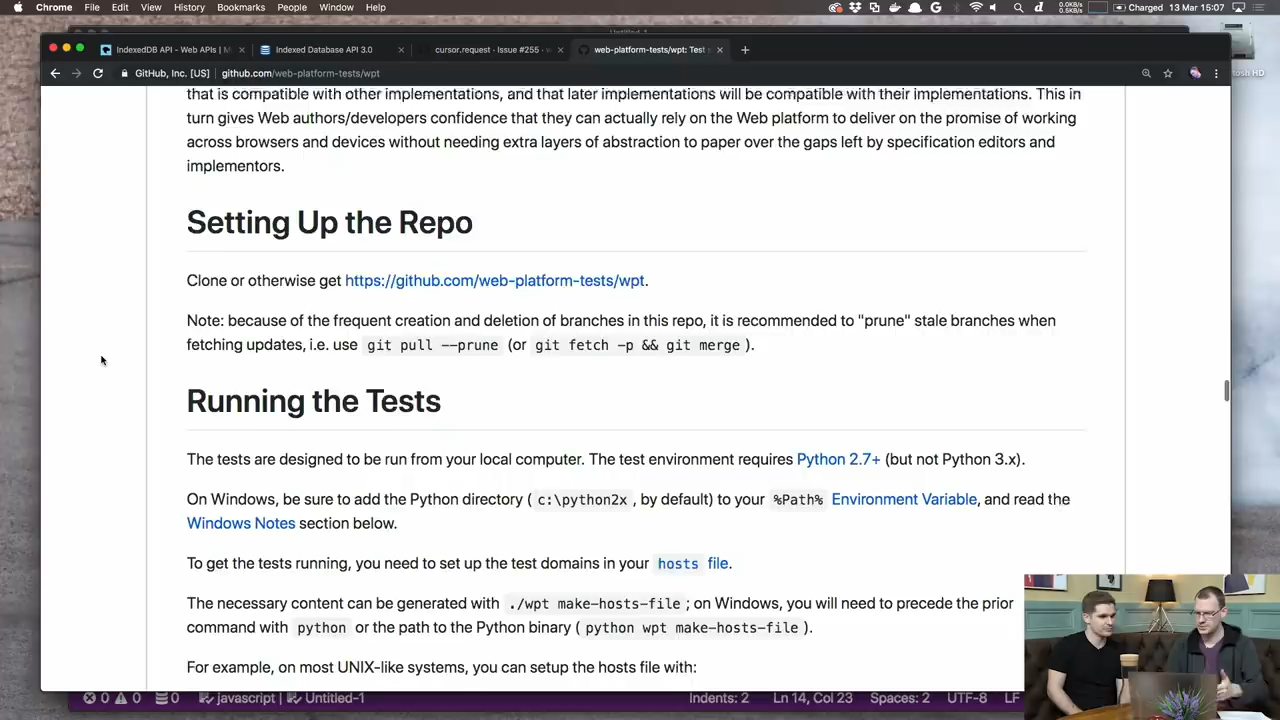 Chrome File Edit View History Bookmarks People Window Help
0.0KB/s
0.5KB/s
Charged 13 Mar 15:07
Untitled-1
IndexedDB API - Web APIs | M
Indexed Database API 3.0
cursor.request - Issue #255 - w
web-platform-tests/wpt: Test
GitHub, Inc. [US] github.com/web-platform-tests/wpt
tosh HD
that is compatible with other implementations, and that later implementations will be compatible with their implementations. This in
turn gives Web authors/developers confidence that they can actually rely on the Web platform to deliver on the promise of working
across browsers and devices without needing extra layers of abstraction to paper over the gaps left by specification editors and
implementors.
Setting Up the Repo
Clone or otherwise get https://github.com/web-platform-tests/wpt.
Note: because of the frequent creation and deletion of branches in this repo, it is recommended to "prune" stale branches when
fetching updates, i.e. use git pull --prune (or git fetch -p && git merge ).
Running the Tests
The tests are designed to be run from your local computer. The test environment requires Python 2.7+ (but not Python 3.x).
On Windows, be sure to add the Python directory ( c:\python2x , by default) to your %Path% Environment Variable, and read the
Windows Notes section below.
To get the tests running, you need to set up the test domains in your hosts file.
The necessary content can be generated with ./wpt make-hosts-file ; on Windows, you will need to precede the prior
command with python or the path to the Python binary ( python wpt make-hosts-file ).
For example, on most UNIX-like systems, you can setup the hosts file with:
0 0 0 javascript | Untitled-1 Indents: 2 Ln 14, Col 23 Spaces: 2 UTF-8 LF